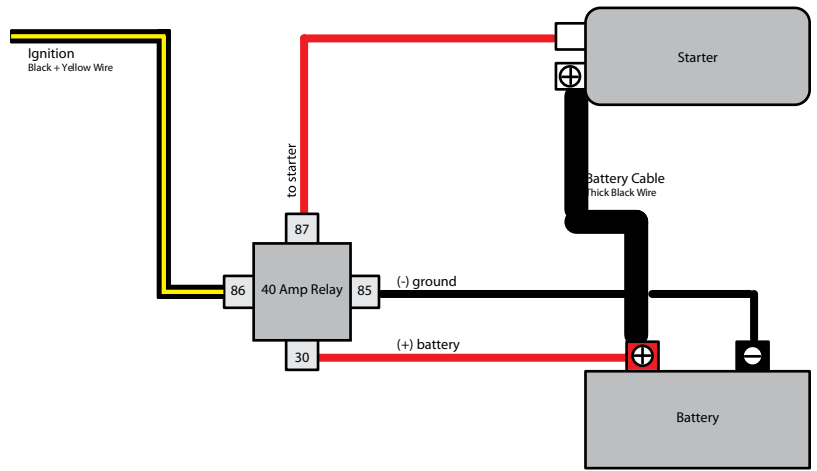 Ignition
Black + Yellow Wire
Starter
Battery Cable
Thick Black Wire
to starter
87
86
40 Amp Relay
85
(-) ground
30
(+) battery
Battery